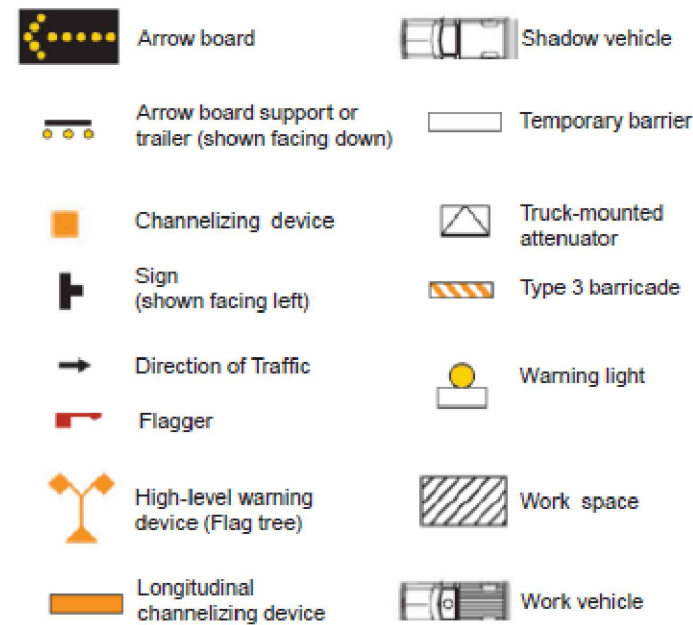 Arrow board
Arrow board support or
trailer (shown facing down)
Channelizing device
Sign
(shown facing left)
Direction of Traffic
Flagger
High-level warning
device (Flag tree)
Longitudinal
channelizing device
Shadow vehicle
Temporary barrier
Truck-mounted
attenuator
Type 3 barricade
Warning light
Work space
Work vehicle